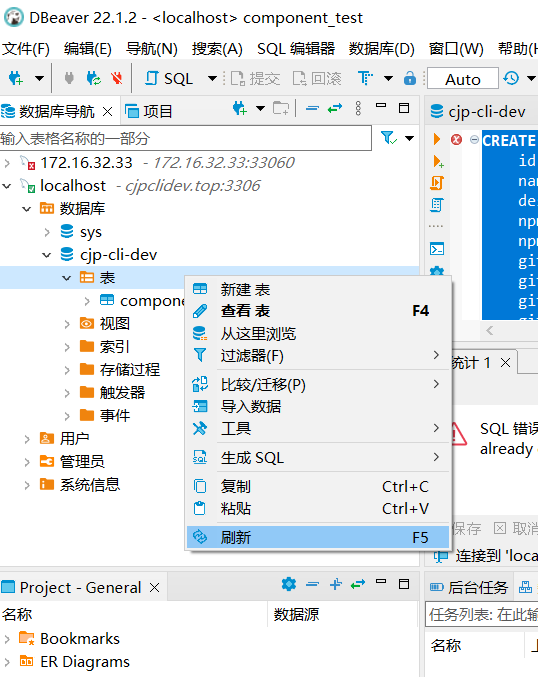 DBeaver 22.1.2 - <localhost> component_test
文件(F) 编辑(E) 导航(N) 搜索(A) SQL 编辑器 数据库(D) 窗口(W) 帮助(H
SQL 提交 回滚 Auto
数据库导航 项目 cjp-cli-dev
输入表格名称的一部分
172.16.32.33 - 172.16.32.33:33060
localhost - cjpclidev.top:3306
数据库
sys
cjp-cli-dev
表
compone
视图
索引
存储过程
触发器
事件
用户
管理员
系统信息
CREATE
id
nam
de
npn
npn
git
git
git
新建 表
查看 表 F4
从这里浏览
过滤器(F)
比较/迁移(P)
导入数据
工具
生成 SQL
复制 Ctrl+C
粘贴 Ctrl+V
刷新 F5
统计 1
SQL 错误
already
保存 取消
连接到 'loca
Project - General
名称 数据源
Bookmarks
ER Diagrams
后台任务
任务列表: 在此输
名称